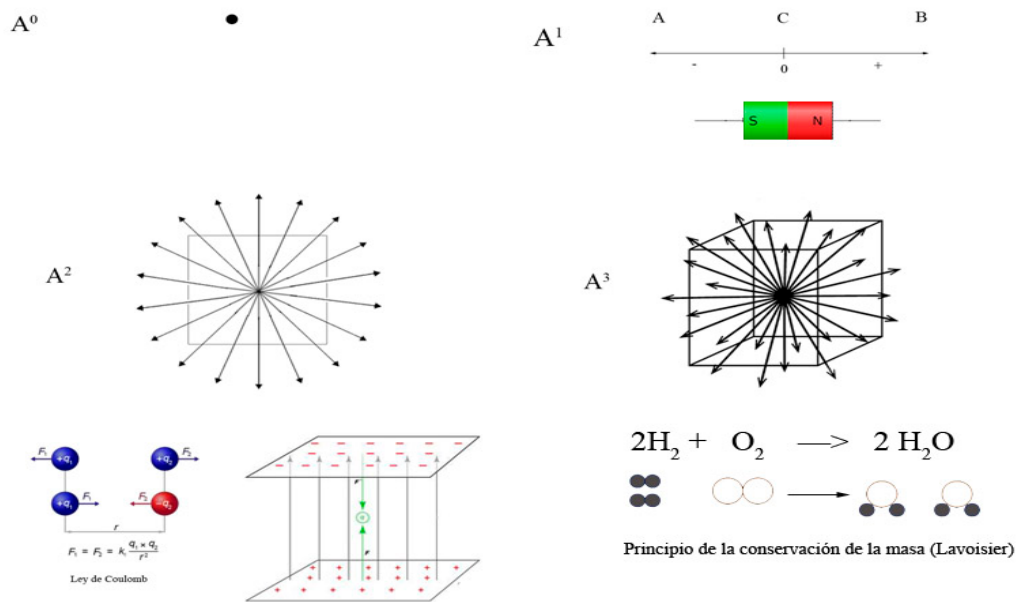 A⁰
A¹
A C B
- 0 +
S N
A²
A³
F₁ +q₁ +q₂ F₂
+q₁ F₁ F₂ -q₂
r
F₁ = F₂ = k q₁ × q₂ / r²
Ley de Coulomb
- - - -
- - - - -
- - - -
F
+
F
+ + + + +
+ + + + +
+ + + + +
2H₂ + O₂ —> 2 H₂O
Principio de la conservación de la masa (Lavoisier)